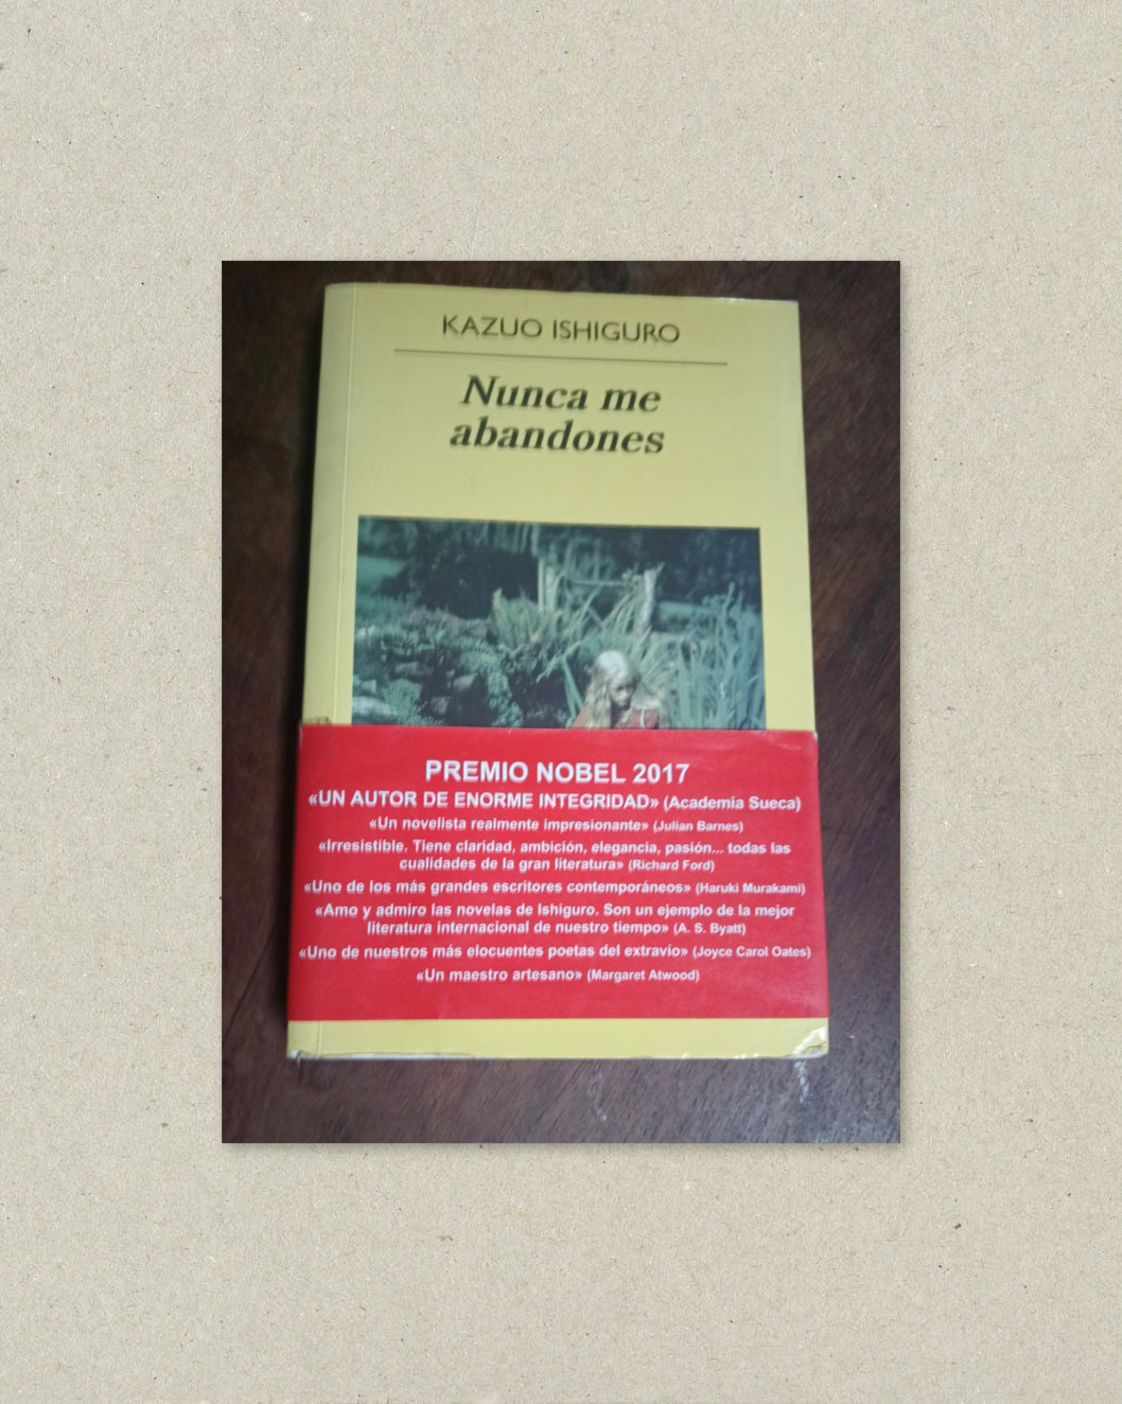 KAZUO ISHIGURO
Nunca me
abandones
PREMIO NOBEL 2017
«UN AUTOR DE ENORME INTEGRIDAD» (Academia Sueca)
«Un novelista realmente impresionante» (Julian Barnes)
«Irresistible. Tiene claridad, ambición, elegancia, pasión... todas las
cualidades de la gran literatura» (Richard Ford)
«Uno de los más grandes escritores contemporáneos» (Haruki Murakami)
«Amo y admiro las novelas de Ishiguro. Son un ejemplo de la mejor
literatura internacional de nuestro tiempo» (A. S. Byatt)
«Uno de nuestros más elocuentes poetas del extravío» (Joyce Carol Oates)
«Un maestro artesano» (Margaret Atwood)